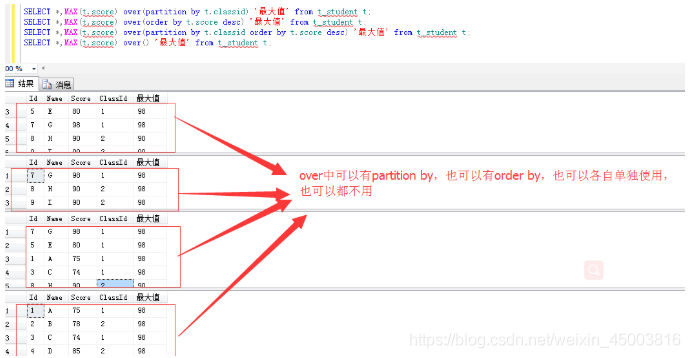 SELECT *,MAX(t.score) over(partition by t.classid) '最大值' from t_student t;
SELECT *,MAX(t.score) over(order by t.score desc) '最大值' from t_student t;
SELECT *,MAX(t.score) over(partition by t.classid order by t.score desc) '最大值' from t_student t;
SELECT *,MAX(t.score) over() '最大值' from t_student t;
00 %
结果 消息
Id Name Score ClassId 最大值
3 5 E 80 1 98
4 7 G 98 1 98
5 8 H 90 2 90
Id Name Score ClassId 最大值
1 7 G 98 1 98
2 8 H 90 2 98
3 9 I 90 2 98
over中可以有partition by，也可以有order by，也可以各自单独使用，
也可以都不用
Id Name Score ClassId 最大值
1 7 G 98 1 98
2 5 E 80 1 98
3 1 A 75 1 98
4 3 C 74 1 98
5 8 H 90 2 90
Id Name Score ClassId 最大值
1 1 A 75 1 98
2 2 B 78 2 98
3 3 C 74 1 98
4 4 D 85 2 98
https://blog.csdn.net/weixin_45003816